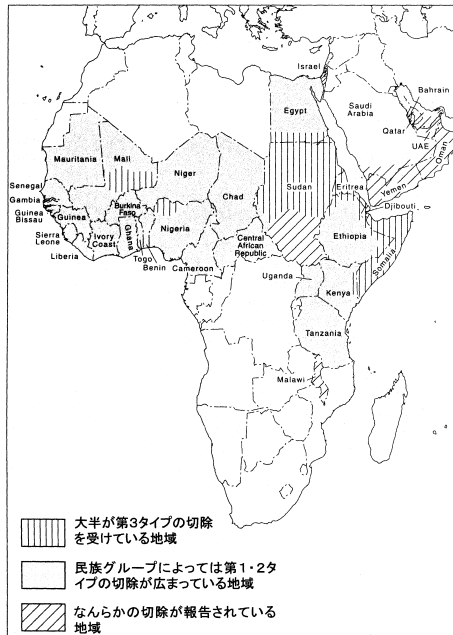 Israel
Bahrain
Egypt
Saudi
Arabia
Qatar
UAE
Oman
Mauritania
Mali
Niger
Chad
Sudan
Eritrea
Yemen
Djibouti
Senegal
Gambia
Guinea
Bissau
Guinea
Burkina
Faso
Sierra
Leone
Ivory
Coast
Ghana
Nigeria
Liberia
Togo
Benin
Cameroon
Central
African
Republic
Ethiopia
Somalia
Uganda
Kenya
Tanzania
Malawi
大半が第3タイプの切除
を受けている地域
民族グループによっては第1・2タ
イプの切除が広まっている地域
なんらかの切除が報告されている
地域